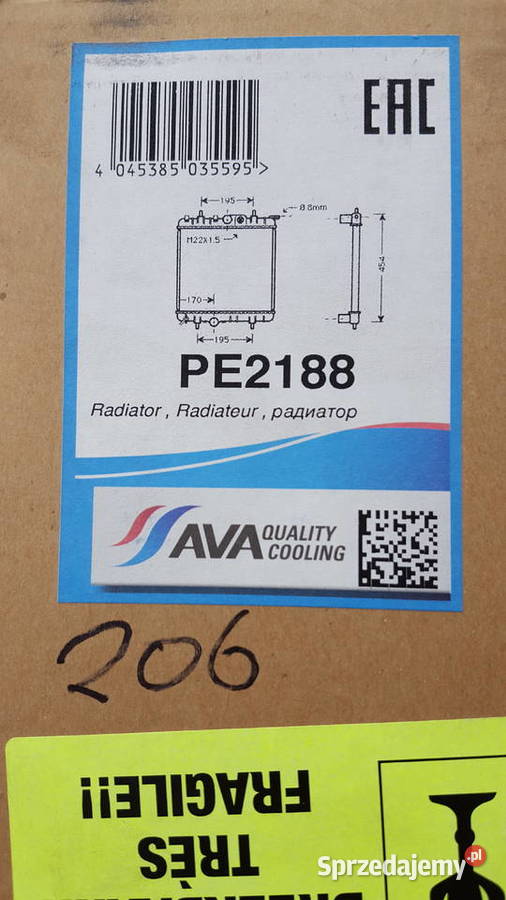 EAC
4 045385 035595 >
195
8.8mm
M22X1.5
454
170
195
PE2188
Radiator , Radiateur , радиатор
AVA QUALITY
COOLING
206
FRAGILE!!
TRÈS
Sprzedajemy.pl